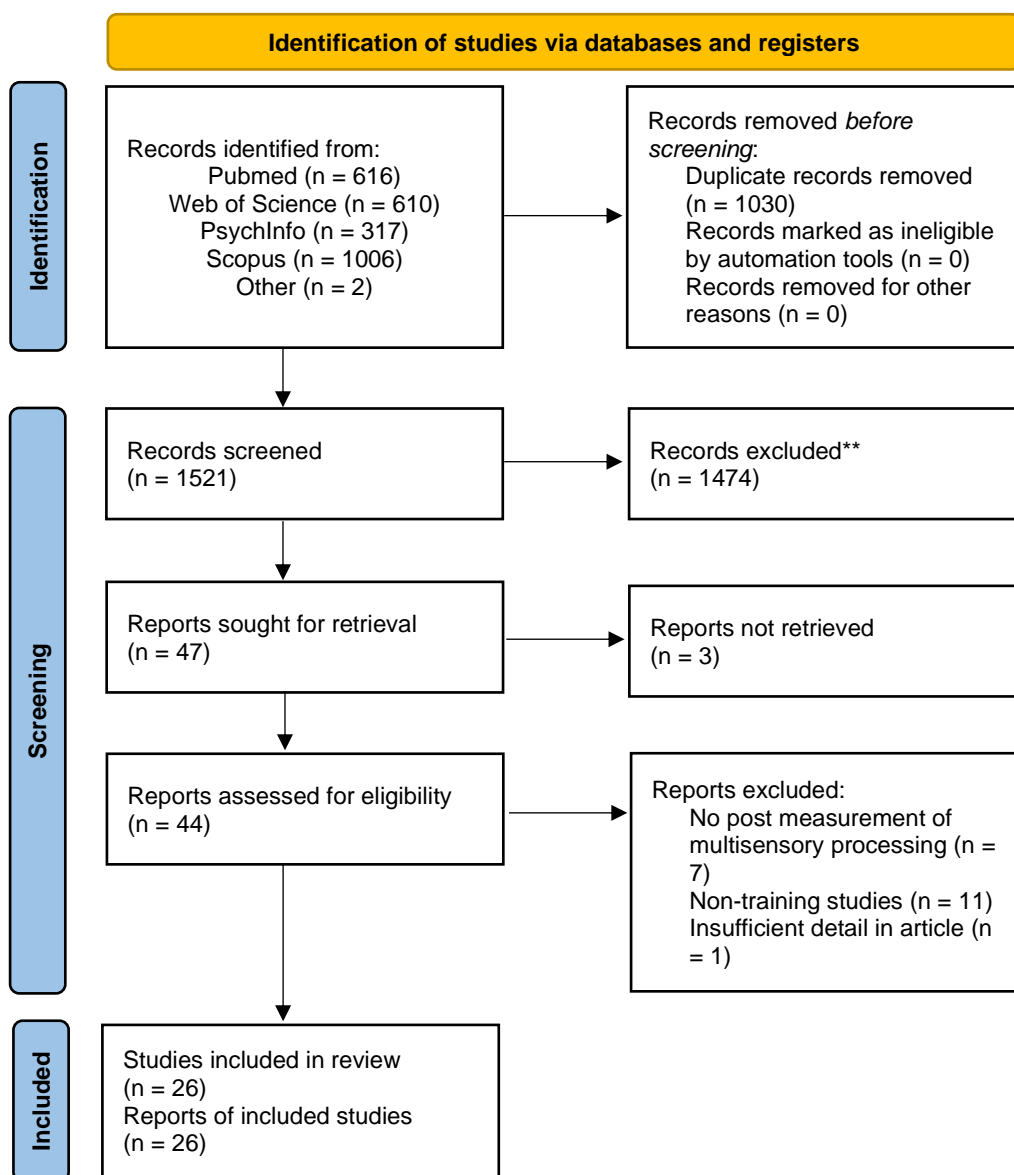 Identification of studies via databases and registers
Identification
Records identified from:
Pubmed (n = 616)
Web of Science (n = 610)
PsychInfo (n = 317)
Scopus (n = 1006)
Other (n = 2)
Records removed before
screening:
Duplicate records removed
(n = 1030)
Records marked as ineligible
by automation tools (n = 0)
Records removed for other
reasons (n = 0)
Screening
Records screened
(n = 1521)
Records excluded**
(n = 1474)
Reports sought for retrieval
(n = 47)
Reports not retrieved
(n = 3)
Reports assessed for eligibility
(n = 44)
Reports excluded:
No post measurement of
multisensory processing (n =
7)
Non-training studies (n = 11)
Insufficient detail in article (n
= 1)
Included
Studies included in review
(n = 26)
Reports of included studies
(n = 26)